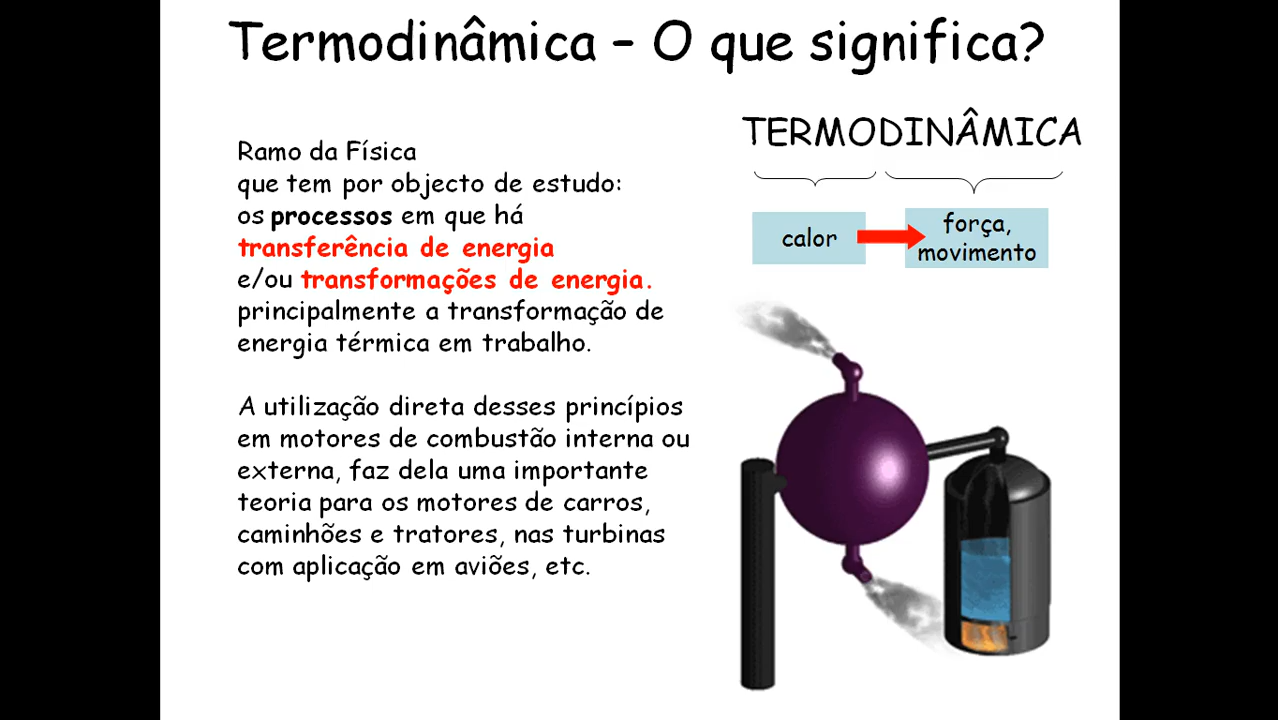 Termodinâmica – O que significa?
Ramo da Física
que tem por objecto de estudo:
os processos em que há
transferência de energia
e/ou transformações de energia.
principalmente a transformação de
energia térmica em trabalho.
A utilização direta desses princípios
em motores de combustão interna ou
externa, faz dela uma importante
teoria para os motores de carros,
caminhões e tratores, nas turbinas
com aplicação em aviões, etc.
TERMODINÂMICA
calor
força,
movimento